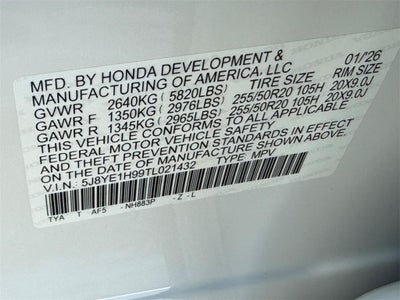 MFD. BY HONDA DEVELOPMENT & 01/'26
MANUFACTURING OF AMERICA, LLC
GVWR 2640KG (5820LBS) TIRE SIZE RIM SIZE
GAWR F 1350KG (2976LBS) 255/50R20 105H 20X9.0J
GAWR R 1345KG (2965LBS) 255/50R20 105H 20X9.0J
THIS VEHICLE CONFORMS TO ALL APPLICABLE
FEDERAL MOTOR VEHICLE SAFETY
AND THEFT PREVENTION STANDARDS IN EFFECT
ON THE DATE OF MANUFACTURE SHOWN ABOVE.
V.I.N.: 5J8YE1H99TL021432 TYPE: MPV
TYA T AF5 - NH883P - Z - L